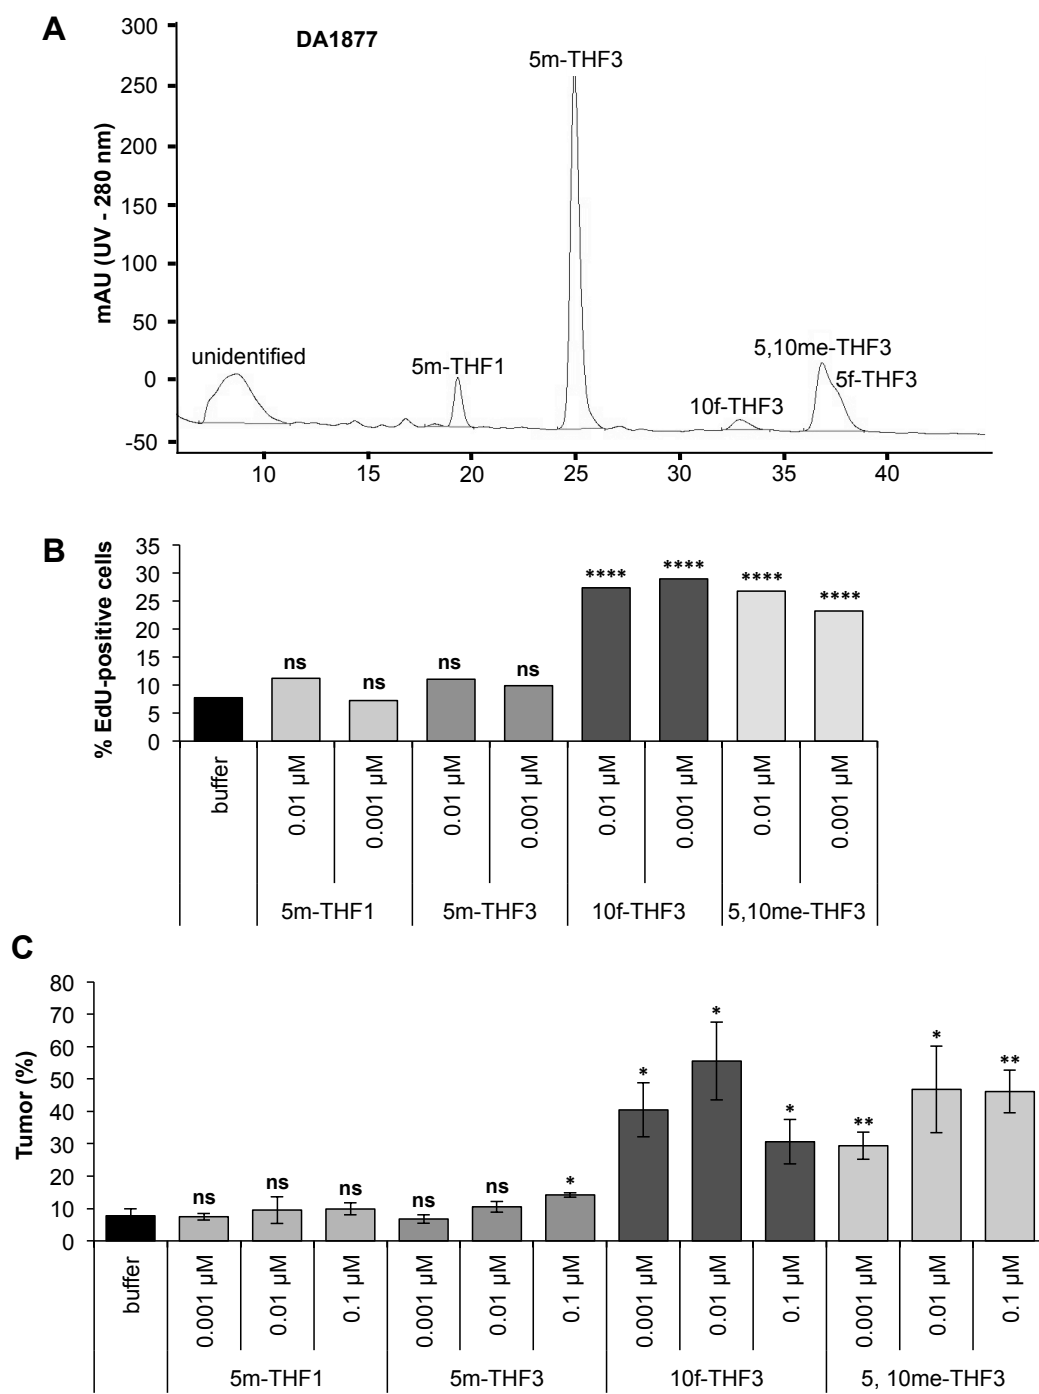 A
DA1877
mAU (UV - 280 nm)
300
250
200
150
100
50
0
-50
unidentified
5m-THF1
5m-THF3
10f-THF3
5,10me-THF3
5f-THF3
10 15 20 25 30 35 40
B
% EdU-positive cells
35
30
25
20
15
10
5
0
ns ns ns ns **** **** **** ****
buffer 0.01 µM 0.001 µM 0.01 µM 0.001 µM 0.01 µM 0.001 µM 0.01 µM 0.001 µM
5m-THF1 5m-THF3 10f-THF3 5,10me-THF3
C
Tumor (%)
80
70
60
50
40
30
20
10
0
ns ns ns ns ns * * * * ** * **
buffer 0.001 µM 0.01 µM 0.1 µM 0.001 µM 0.01 µM 0.1 µM 0.001 µM 0.01 µM 0.1 µM 0.001 µM 0.01 µM 0.1 µM
5m-THF1 5m-THF3 10f-THF3 5, 10me-THF3